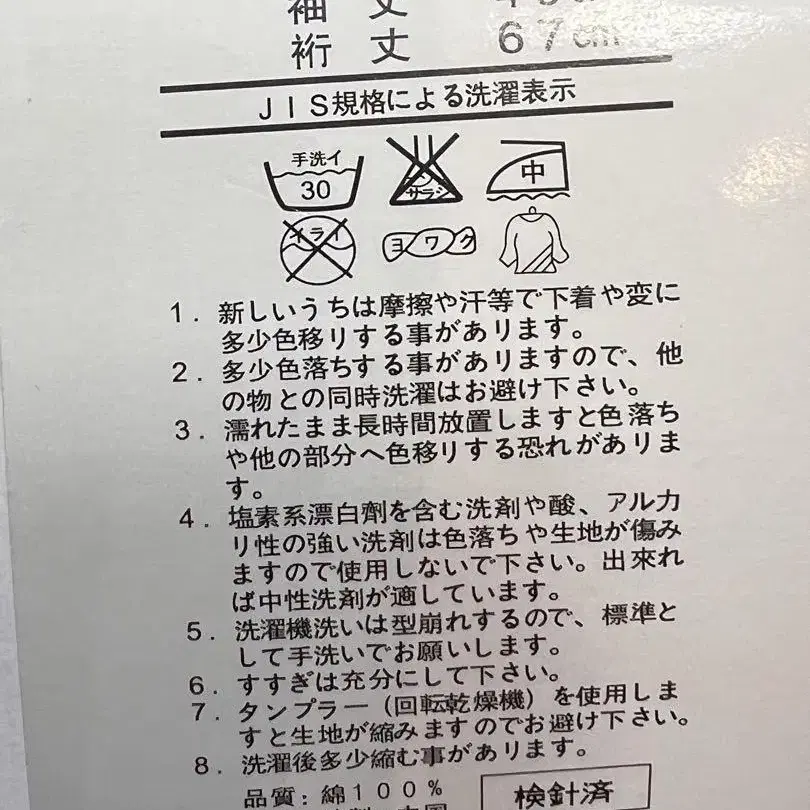 袖丈
裄丈 67cm
JIS規格による洗濯表示
手洗イ
30
サラシ
中
ドライ
ヨワク
1. 新しいうちは摩擦や汗等で下着や変に
多少色移りする事があります。
2. 多少色落ちする事がありますので、他
の物との同時洗濯はお避け下さい。
3. 濡れたまま長時間放置しますと色落ち
や他の部分へ色移りする恐れがありま
す。
4. 塩素系漂白劑を含む洗剤や酸、アルカ
リ性の強い洗剤は色落ちや生地が傷み
ますので使用しないで下さい。出來れ
ば中性洗剤が適しています。
5. 洗濯機洗いは型崩れするので、標準と
して手洗いでお願いします。
6. すすぎは充分にして下さい。
7. タンプラー(回転乾燥機)を使用しま
すと生地が縮みますのでお避け下さい。
8. 洗濯後多少縮む事があります。
品質:綿100%
検針済